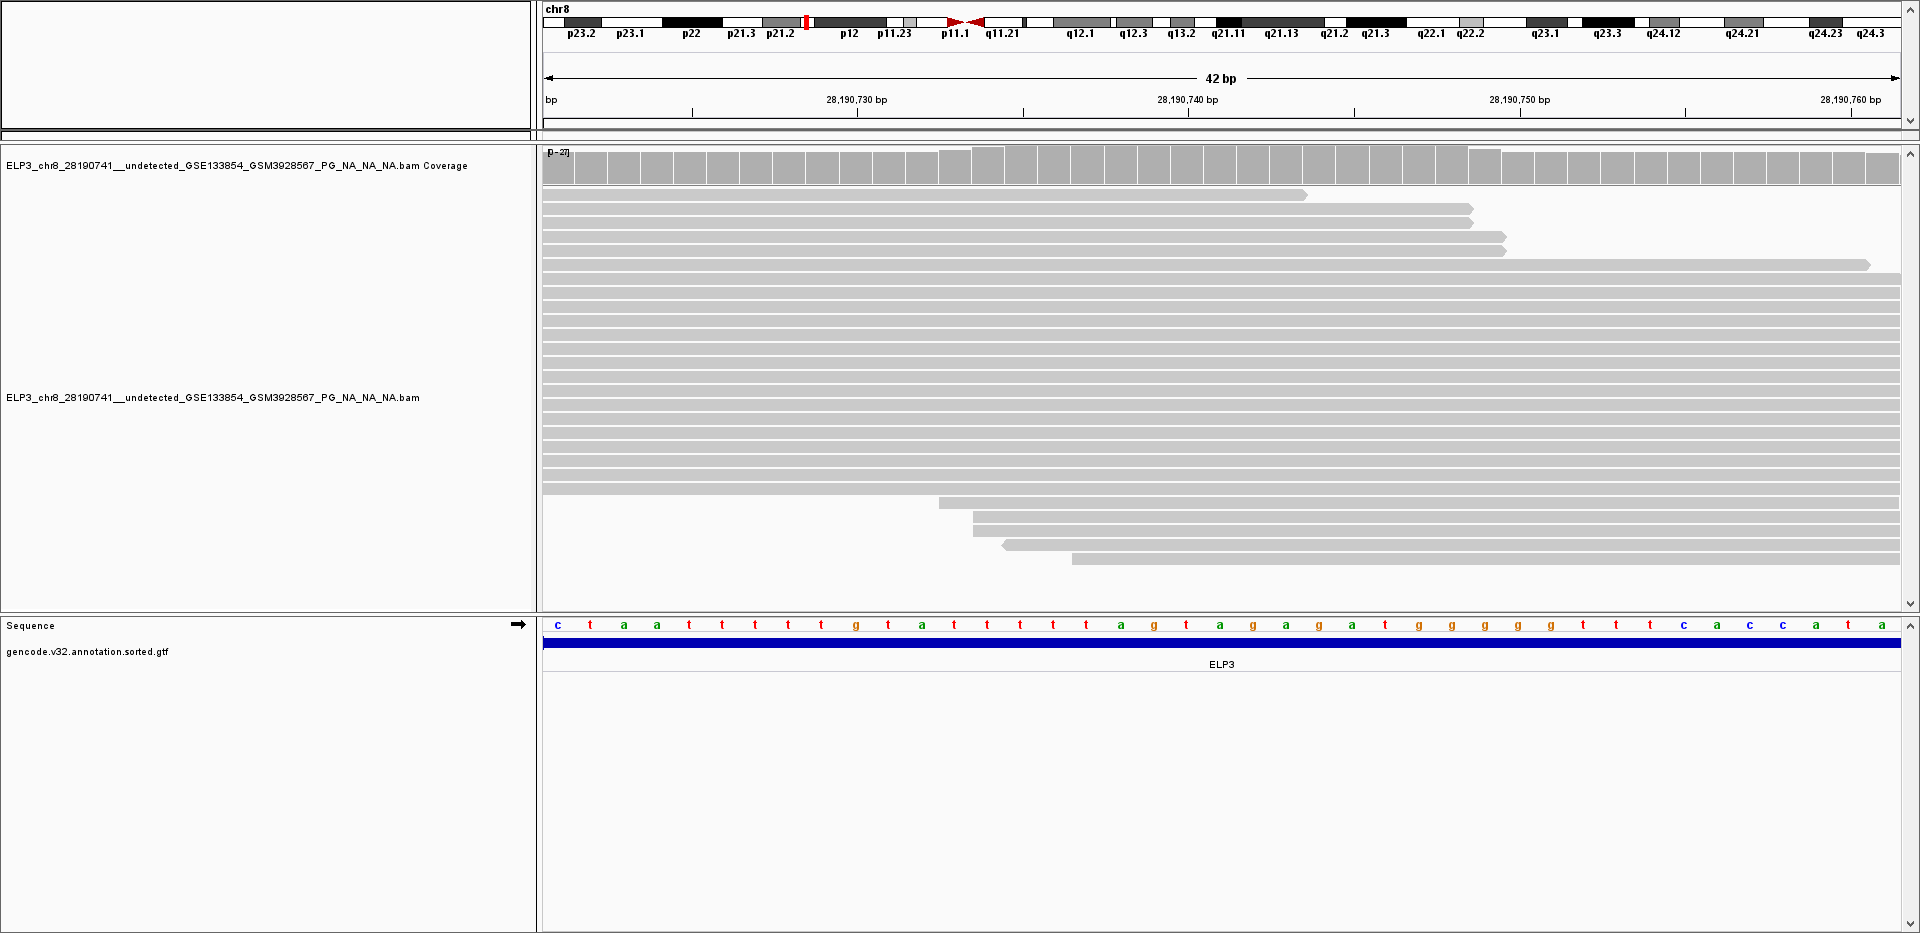 chr8
p23.2 p23.1 p22 p21.3 p21.2 p12 p11.23 p11.1 q11.21 q12.1 q12.3 q13.2 q21.11 q21.13 q21.2 q21.3 q22.1 q22.2 q23.1 q23.3 q24.12 q24.21 q24.23 q24.3
42 bp
bp 28,190,730 bp 28,190,740 bp 28,190,750 bp 28,190,760 bp
[0 - 27]
ELP3_chr8_28190741__undetected_GSE133854_GSM3928567_PG_NA_NA_NA.bam Coverage
ELP3_chr8_28190741__undetected_GSE133854_GSM3928567_PG_NA_NA_NA.bam
Sequence c t a a t t t t t g t a t t t t t a g t a g a g a t g g g g g t t t c a c c a t a
gencode.v32.annotation.sorted.gtf
ELP3